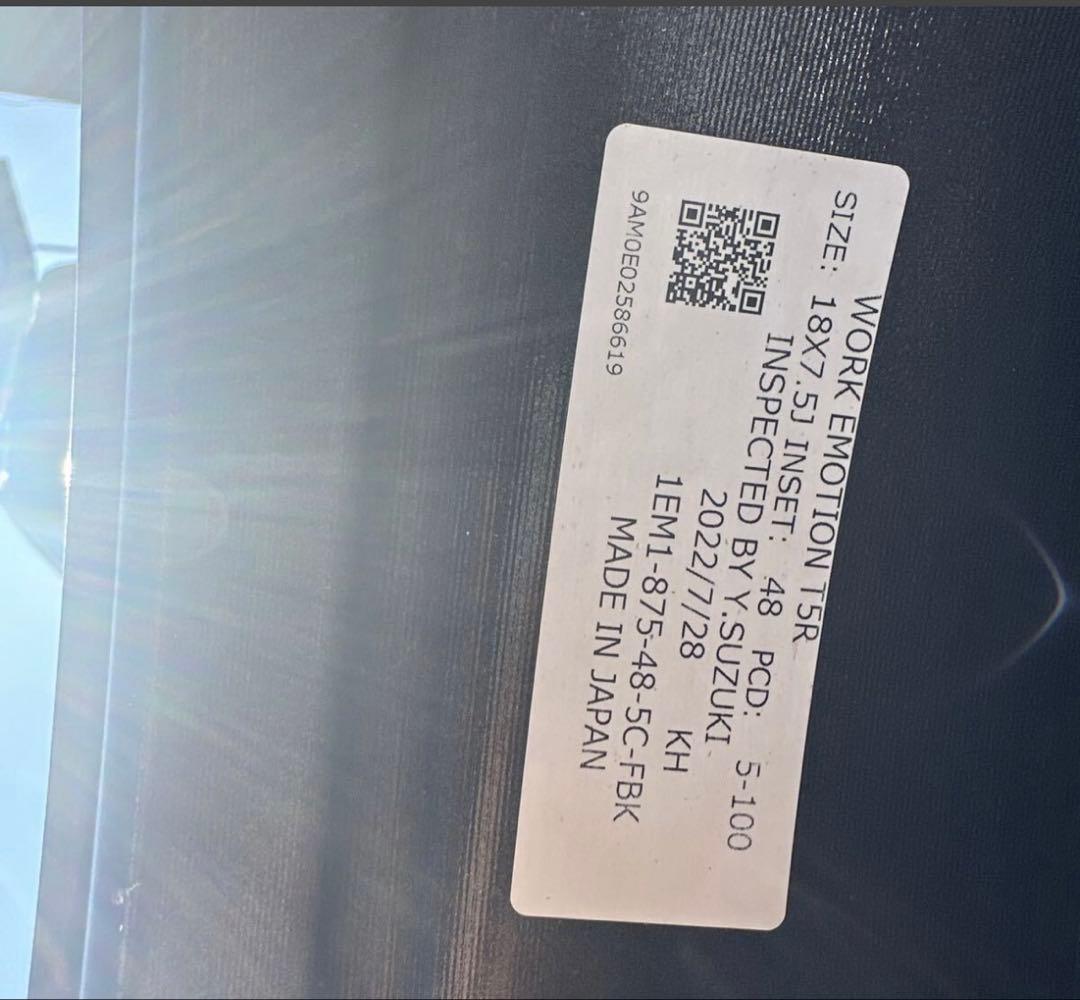 WORK EMOTION T5R
SIZE: 18X7.5J INSET: 48 PCD: 5-100
INSPECTED BY Y.SUZUKI
2022/7/28 KH
1EM1-875-48-5C-FBK
MADE IN JAPAN
9AM0E02586619